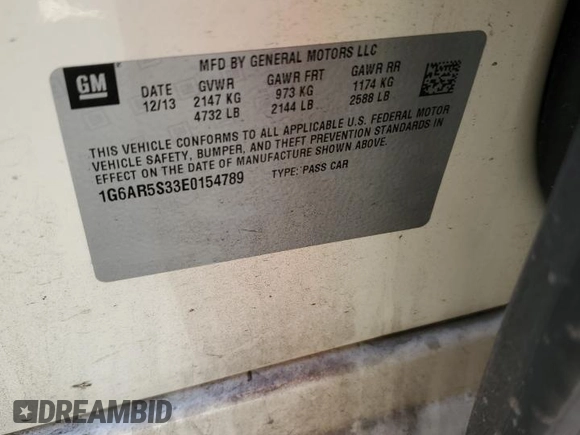 GM
MFD BY GENERAL MOTORS LLC
DATE GVWR GAWR FRT GAWR RR
12/13 2147 KG 973 KG 1174 KG
4732 LB 2144 LB 2588 LB
THIS VEHICLE CONFORMS TO ALL APPLICABLE U.S. FEDERAL MOTOR
VEHICLE SAFETY, BUMPER, AND THEFT PREVENTION STANDARDS IN
EFFECT ON THE DATE OF MANUFACTURE SHOWN ABOVE.
1G6AR5S33E0154789 TYPE: PASS CAR
DREAMBID